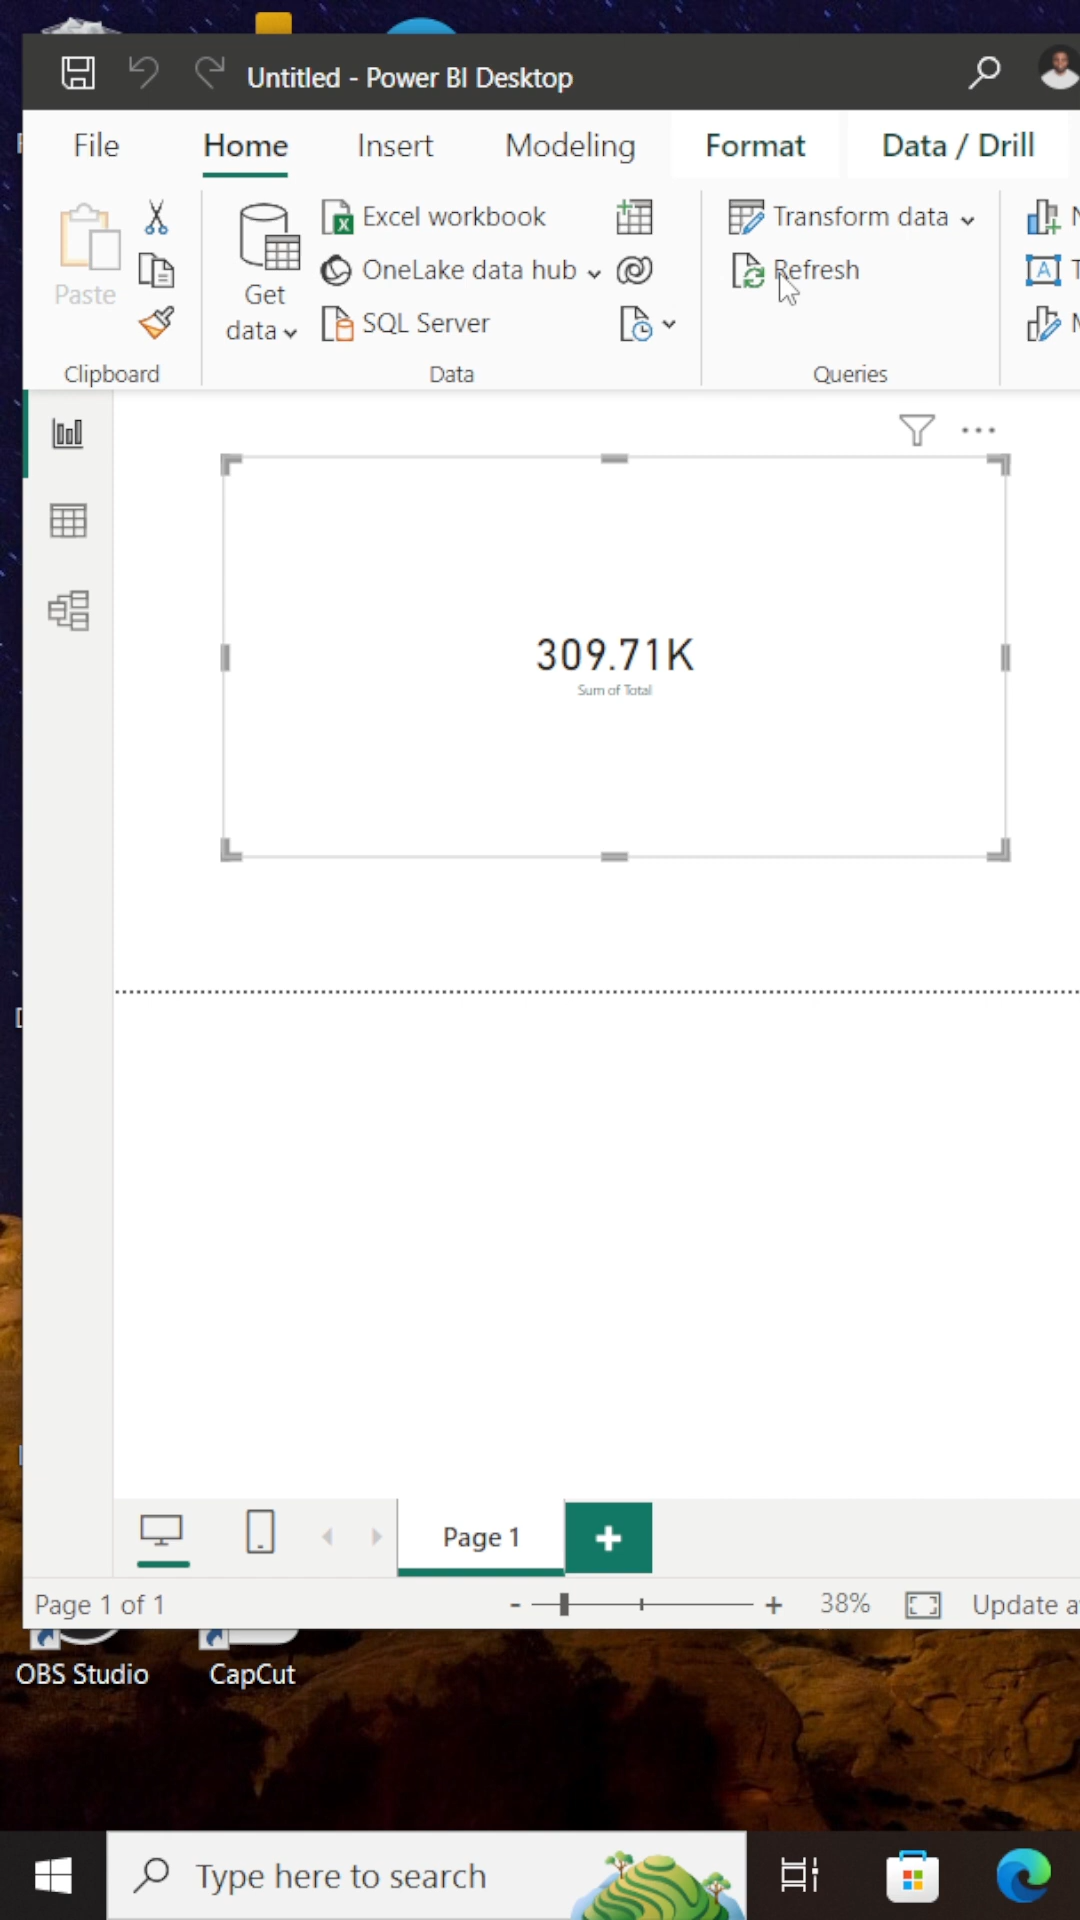 Untitled - Power BI Desktop
File Home Insert Modeling Format Data / Drill
Paste
Clipboard
Get data
Excel workbook
OneLake data hub
SQL Server
Data
Transform data
Refresh
Queries
309.71K
Sum of Total
Page 1
Page 1 of 1
- + 38% Update
OBS Studio CapCut
Type here to search